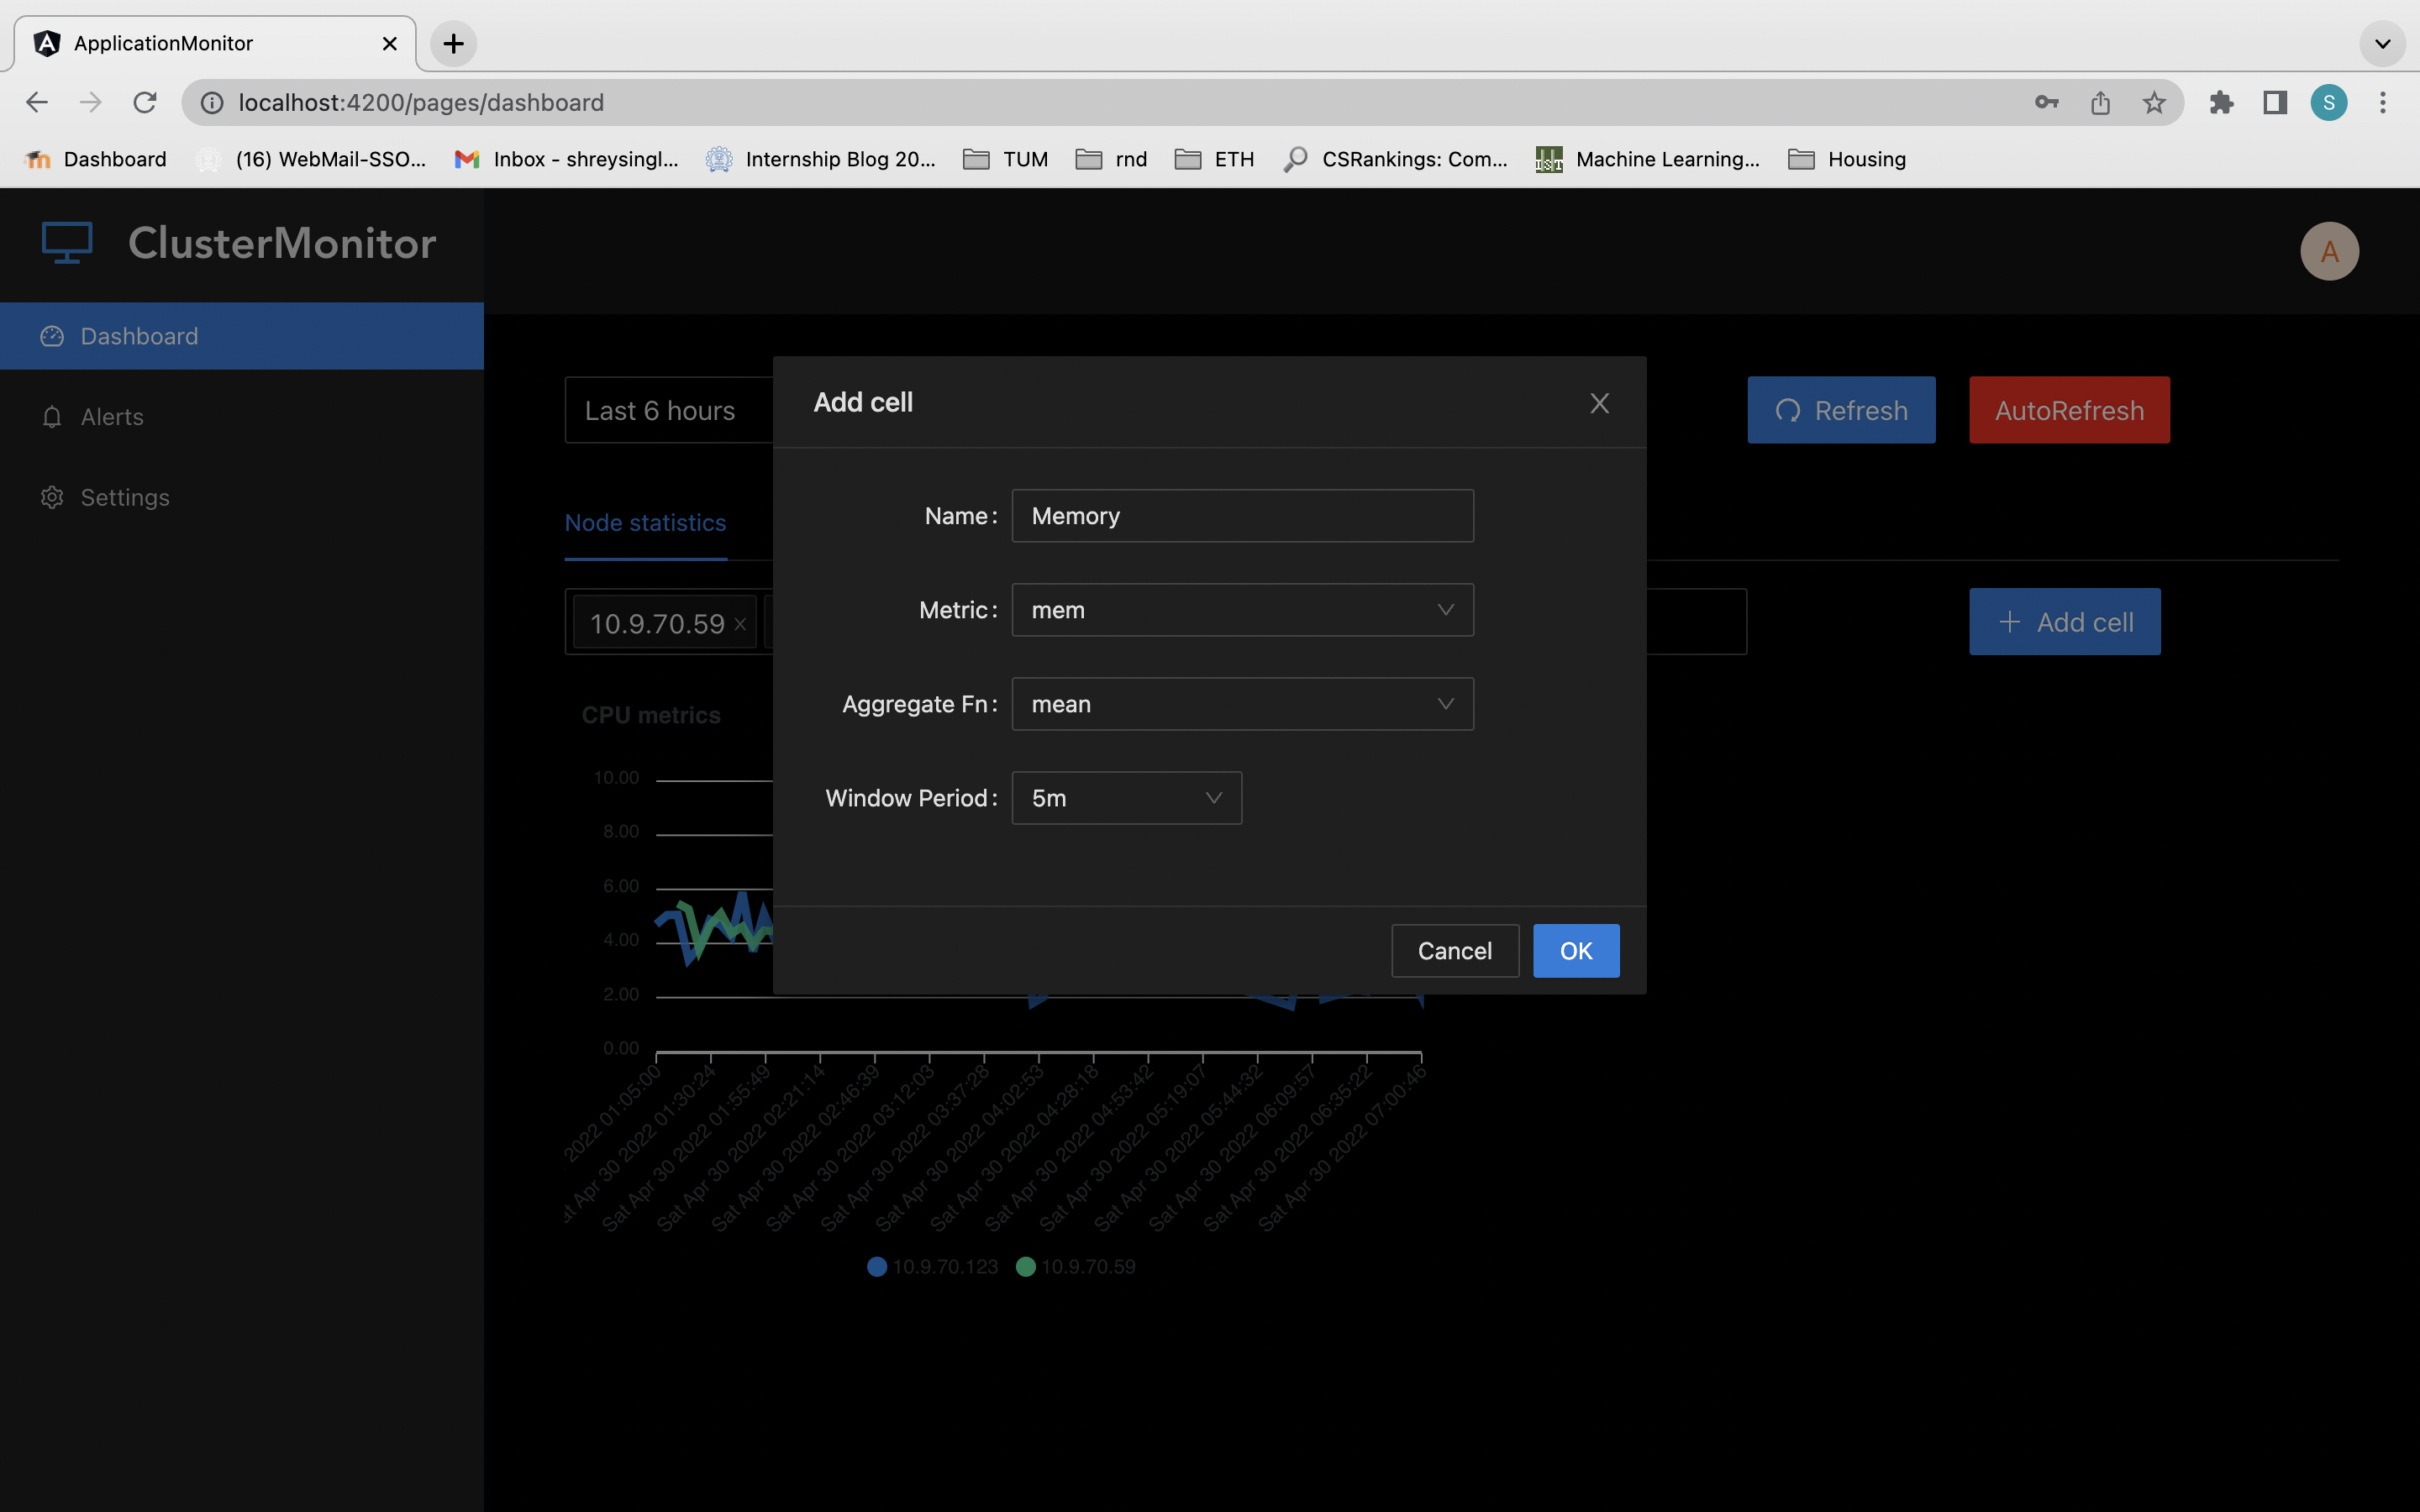 ApplicationMonitor
localhost:4200/pages/dashboard
S
Dashboard (16) WebMail-SSO... Inbox - shreysingl... Internship Blog 20... TUM rnd ETH CSRankings: Com... Machine Learning... Housing
ClusterMonitor
A
Dashboard
Alerts
Settings
Last 6 hours
Refresh
AutoRefresh
Node statistics
10.9.70.59
+ Add cell
Add cell
Name: Memory
Metric: mem
Aggregate Fn: mean
Window Period: 5m
Cancel OK
CPU metrics
10.00
8.00
6.00
4.00
2.00
0.00
2022 01:05:00
at Apr 30 2022 01:30:24
Sat Apr 30 2022 01:55:49
Sat Apr 30 2022 02:21:14
Sat Apr 30 2022 02:46:39
Sat Apr 30 2022 03:12:03
Sat Apr 30 2022 03:37:28
Sat Apr 30 2022 04:02:53
Sat Apr 30 2022 04:28:18
Sat Apr 30 2022 04:53:42
Sat Apr 30 2022 05:19:07
Sat Apr 30 2022 05:44:32
Sat Apr 30 2022 06:09:57
Sat Apr 30 2022 06:35:22
Sat Apr 30 2022 07:00:46
10.9.70.123 10.9.70.59